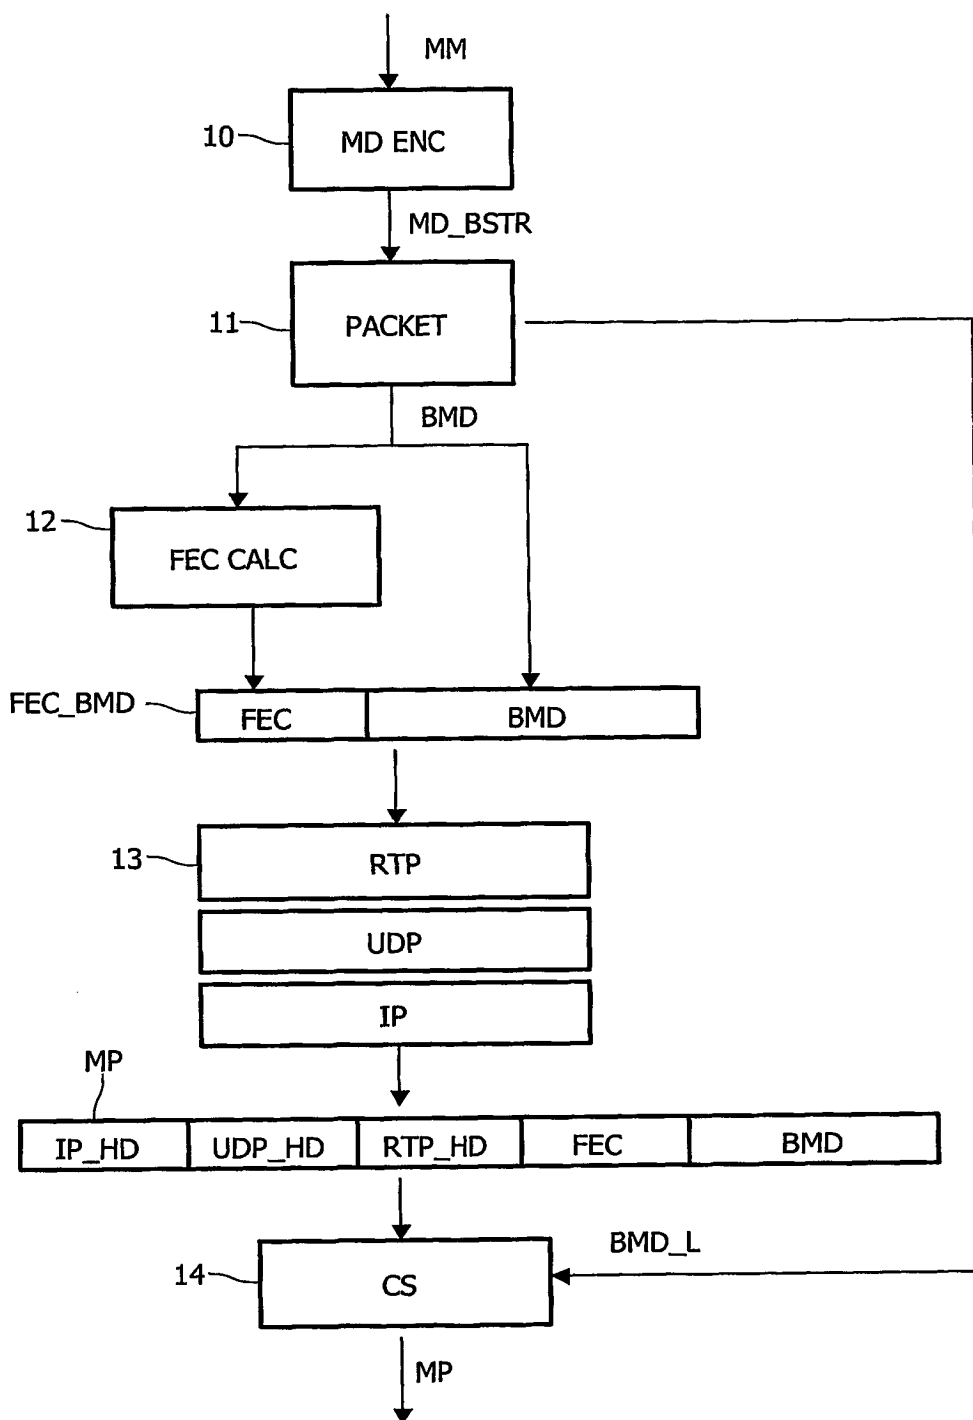 MM
10
MD ENC
MD_BSTR
11
PACKET
BMD
12
FEC CALC
FEC_BMD
FEC
BMD
13
RTP
UDP
IP
MP
IP_HD
UDP_HD
RTP_HD
FEC
BMD
BMD_L
14
CS
MP